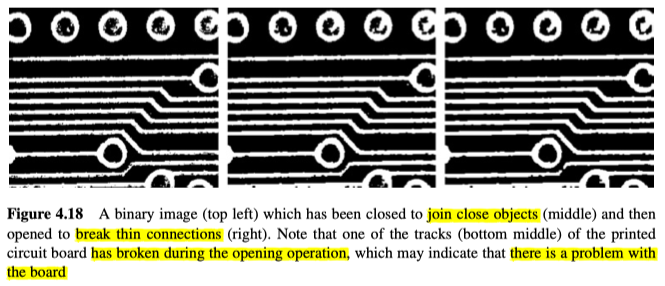 Figure 4.18 A binary image (top left) which has been closed to join close objects (middle) and then
opened to break thin connections (right). Note that one of the tracks (bottom middle) of the printed
circuit board has broken during the opening operation, which may indicate that there is a problem with
the board